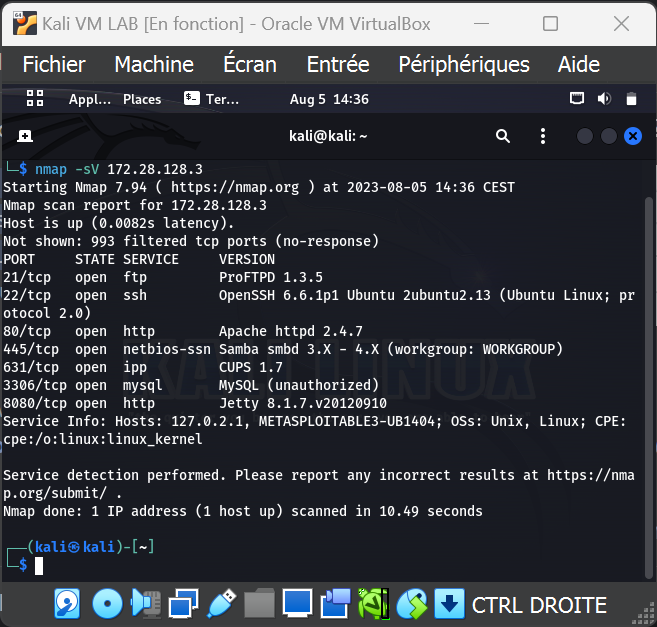 Kali VM LAB [En fonction] - Oracle VM VirtualBox
Fichier Machine Écran Entrée Périphériques Aide
Appl... Places Ter... Aug 5 14:36
kali@kali: ~
└─$ nmap -sV 172.28.128.3
Starting Nmap 7.94 ( https://nmap.org ) at 2023-08-05 14:36 CEST
Nmap scan report for 172.28.128.3
Host is up (0.0082s latency).
Not shown: 993 filtered tcp ports (no-response)
PORT     STATE SERVICE     VERSION
21/tcp   open  ftp         ProFTPD 1.3.5
22/tcp   open  ssh         OpenSSH 6.6.1p1 Ubuntu 2ubuntu2.13 (Ubuntu Linux; pr
otocol 2.0)
80/tcp   open  http        Apache httpd 2.4.7
445/tcp  open  netbios-ssn Samba smbd 3.X - 4.X (workgroup: WORKGROUP)
631/tcp  open  ipp         CUPS 1.7
3306/tcp open  mysql       MySQL (unauthorized)
8080/tcp open  http        Jetty 8.1.7.v20120910
Service Info: Hosts: 127.0.2.1, METASPLOITABLE3-UB1404; OSs: Unix, Linux; CPE:
cpe:/o:linux:linux_kernel
Service detection performed. Please report any incorrect results at https://nma
p.org/submit/ .
Nmap done: 1 IP address (1 host up) scanned in 10.49 seconds
┌──(kali㉿kali)-[~]
└─$
KALI LINUX
CTRL DROITE